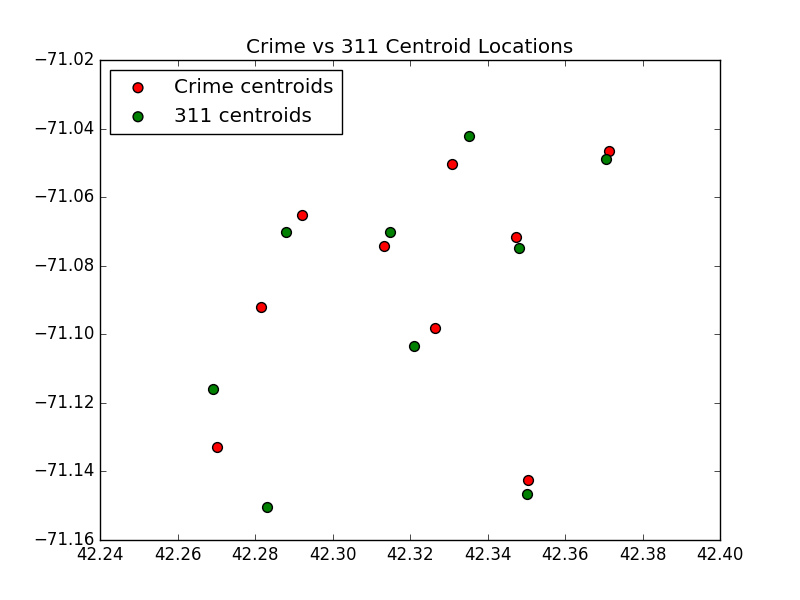 Crime vs 311 Centroid Locations
Crime centroids
311 centroids
−71.02
−71.04
−71.06
−71.08
−71.10
−71.12
−71.14
−71.16
42.24 42.26 42.28 42.30 42.32 42.34 42.36 42.38 42.40